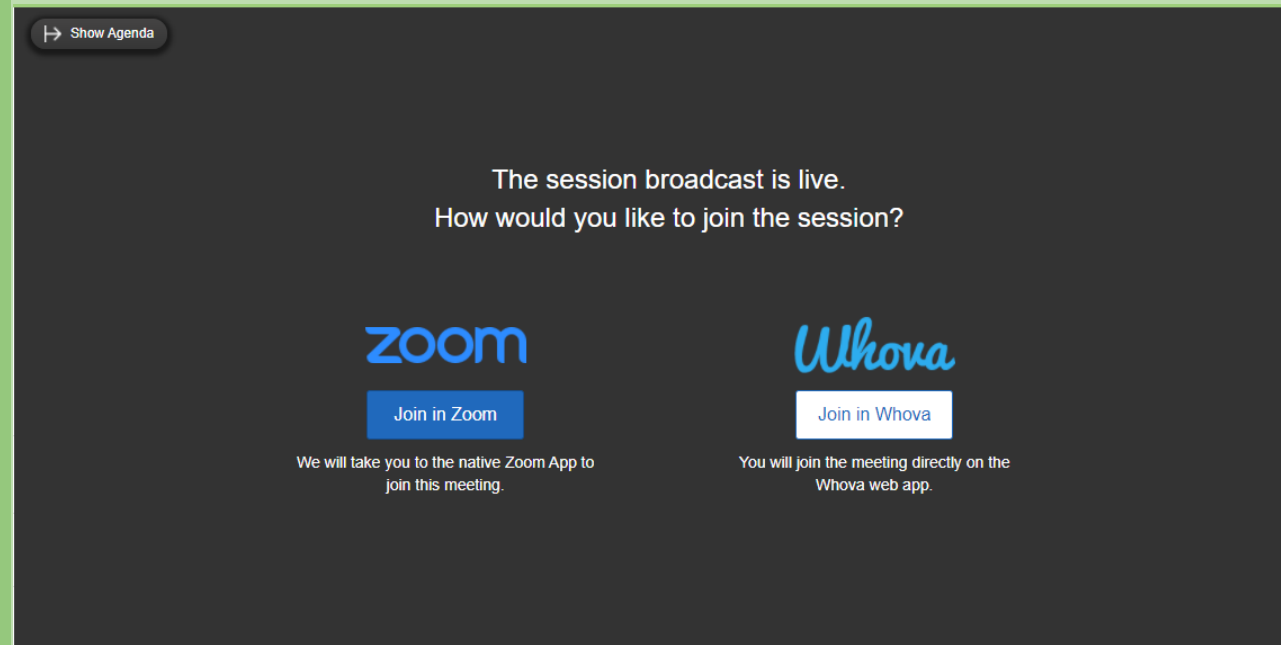 Show Agenda
The session broadcast is live.
How would you like to join the session?
zoom
Join in Zoom
We will take you to the native Zoom App to
join this meeting.
Whova
Join in Whova
You will join the meeting directly on the
Whova web app.